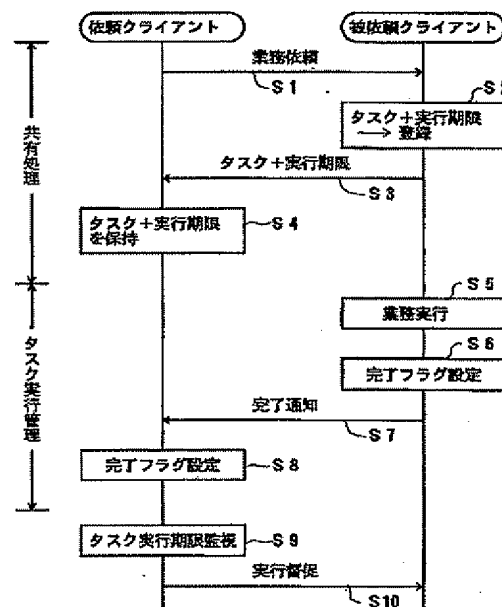 依頼クライアント
被依頼クライアント
業務依頼
S1
S2
タスク+実行期限
→ 登録
タスク+実行期限
S3
タスク+実行期限
を保持
S4
共有処理
S5
業務実行
S6
完了フラグ設定
完了通知
S7
タスク実行管理
完了フラグ設定
S8
タスク実行期限監視
S9
実行督促
S10